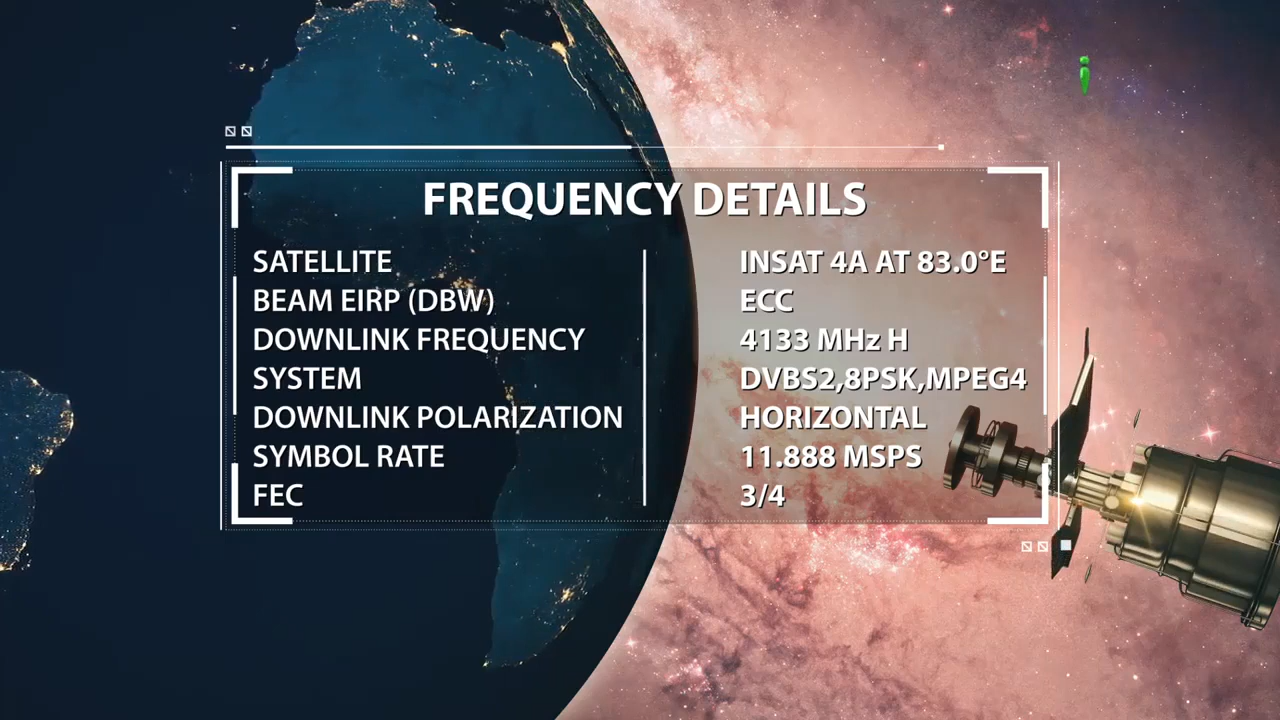 FREQUENCY DETAILS
SATELLITE INSAT 4A AT 83.0°E
BEAM EIRP (DBW) ECC
DOWNLINK FREQUENCY 4133 MHz H
SYSTEM DVBS2,8PSK,MPEG4
DOWNLINK POLARIZATION HORIZONTAL
SYMBOL RATE 11.888 MSPS
FEC 3/4